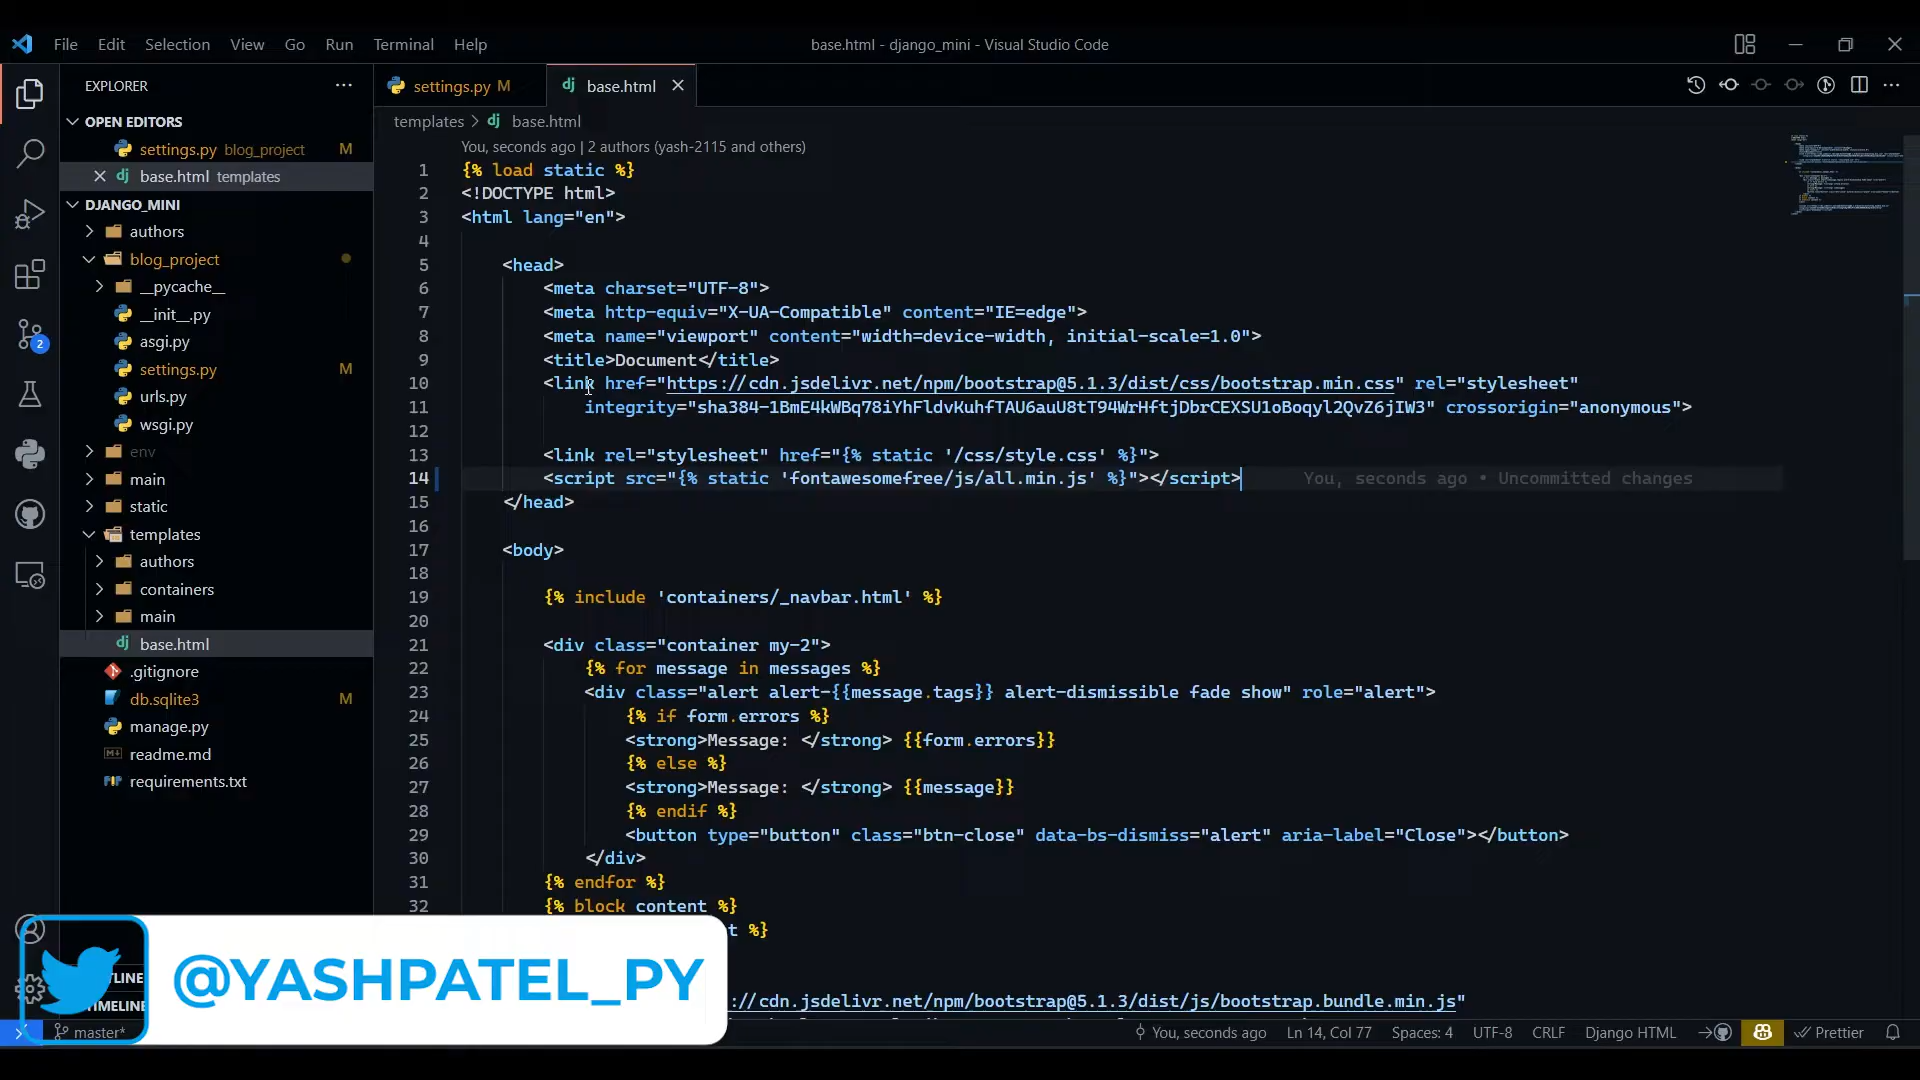 File Edit Selection View Go Run Terminal Help
base.html - django_mini - Visual Studio Code
EXPLORER
OPEN EDITORS
settings.py blog_project M
base.html templates
DJANGO_MINI
authors
blog_project
__pycache__
__init__.py
asgi.py
settings.py M
urls.py
wsgi.py
env
main
static
templates
authors
containers
main
base.html
.gitignore
db.sqlite3 M
manage.py
readme.md
requirements.txt
settings.py M
base.html
templates > base.html
You, seconds ago | 2 authors (yash-2115 and others)
1 {% load static %}
2 <!DOCTYPE html>
3 <html lang="en">
4
5 <head>
6 <meta charset="UTF-8">
7 <meta http-equiv="X-UA-Compatible" content="IE=edge">
8 <meta name="viewport" content="width=device-width, initial-scale=1.0">
9 <title>Document</title>
10 <link href="https://cdn.jsdelivr.net/npm/bootstrap@5.1.3/dist/css/bootstrap.min.css" rel="stylesheet"
11 integrity="sha384-1BmE4kWBq78iYhFldvKuhfTAU6auU8tT94WrHftjDbrCEXSU1oBoqyl2QvZ6jIW3" crossorigin="anonymous">
12
13 <link rel="stylesheet" href="{% static '/css/style.css' %}">
14 <script src="{% static 'fontawesomefree/js/all.min.js' %}"></script> You, seconds ago • Uncommitted changes
15 </head>
16
17 <body>
18
19 {% include 'containers/_navbar.html' %}
20
21 <div class="container my-2">
22 {% for message in messages %}
23 <div class="alert alert-{{message.tags}} alert-dismissible fade show" role="alert">
24 {% if form.errors %}
25 <strong>Message: </strong> {{form.errors}}
26 {% else %}
27 <strong>Message: </strong> {{message}}
28 {% endif %}
29 <button type="button" class="btn-close" data-bs-dismiss="alert" aria-label="Close"></button>
30 </div>
31 {% endfor %}
32 {% block content %}
t %}
://cdn.jsdelivr.net/npm/bootstrap@5.1.3/dist/js/bootstrap.bundle.min.js"
2
TLINE
TIMELINE
@YASHPATEL_PY
master*
You, seconds ago Ln 14, Col 77 Spaces: 4 UTF-8 CRLF Django HTML Prettier